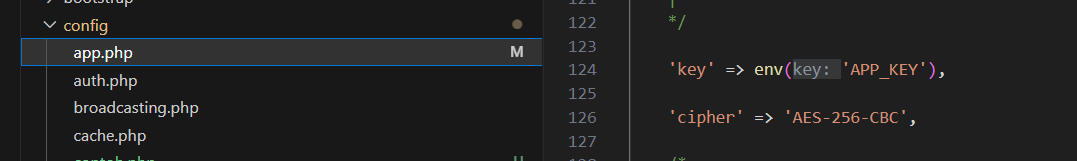 config
app.php
M
auth.php
broadcasting.php
cache.php
121
122
*/
123
124
'key' => env(key: 'APP_KEY'),
125
126
'cipher' => 'AES-256-CBC',
127